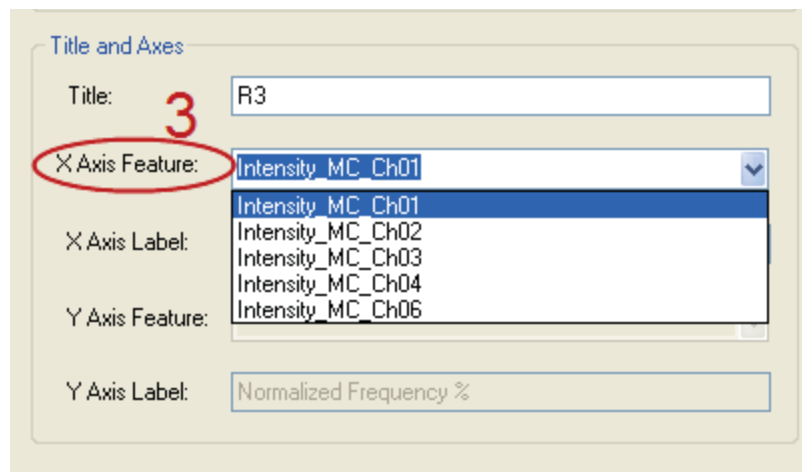 Title and Axes
Title: R3
3
X Axis Feature: Intensity_MC_Ch01
Intensity_MC_Ch01
X Axis Label: Intensity_MC_Ch02
Intensity_MC_Ch03
Intensity_MC_Ch04
Y Axis Feature: Intensity_MC_Ch06
Y Axis Label: Normalized Frequency %